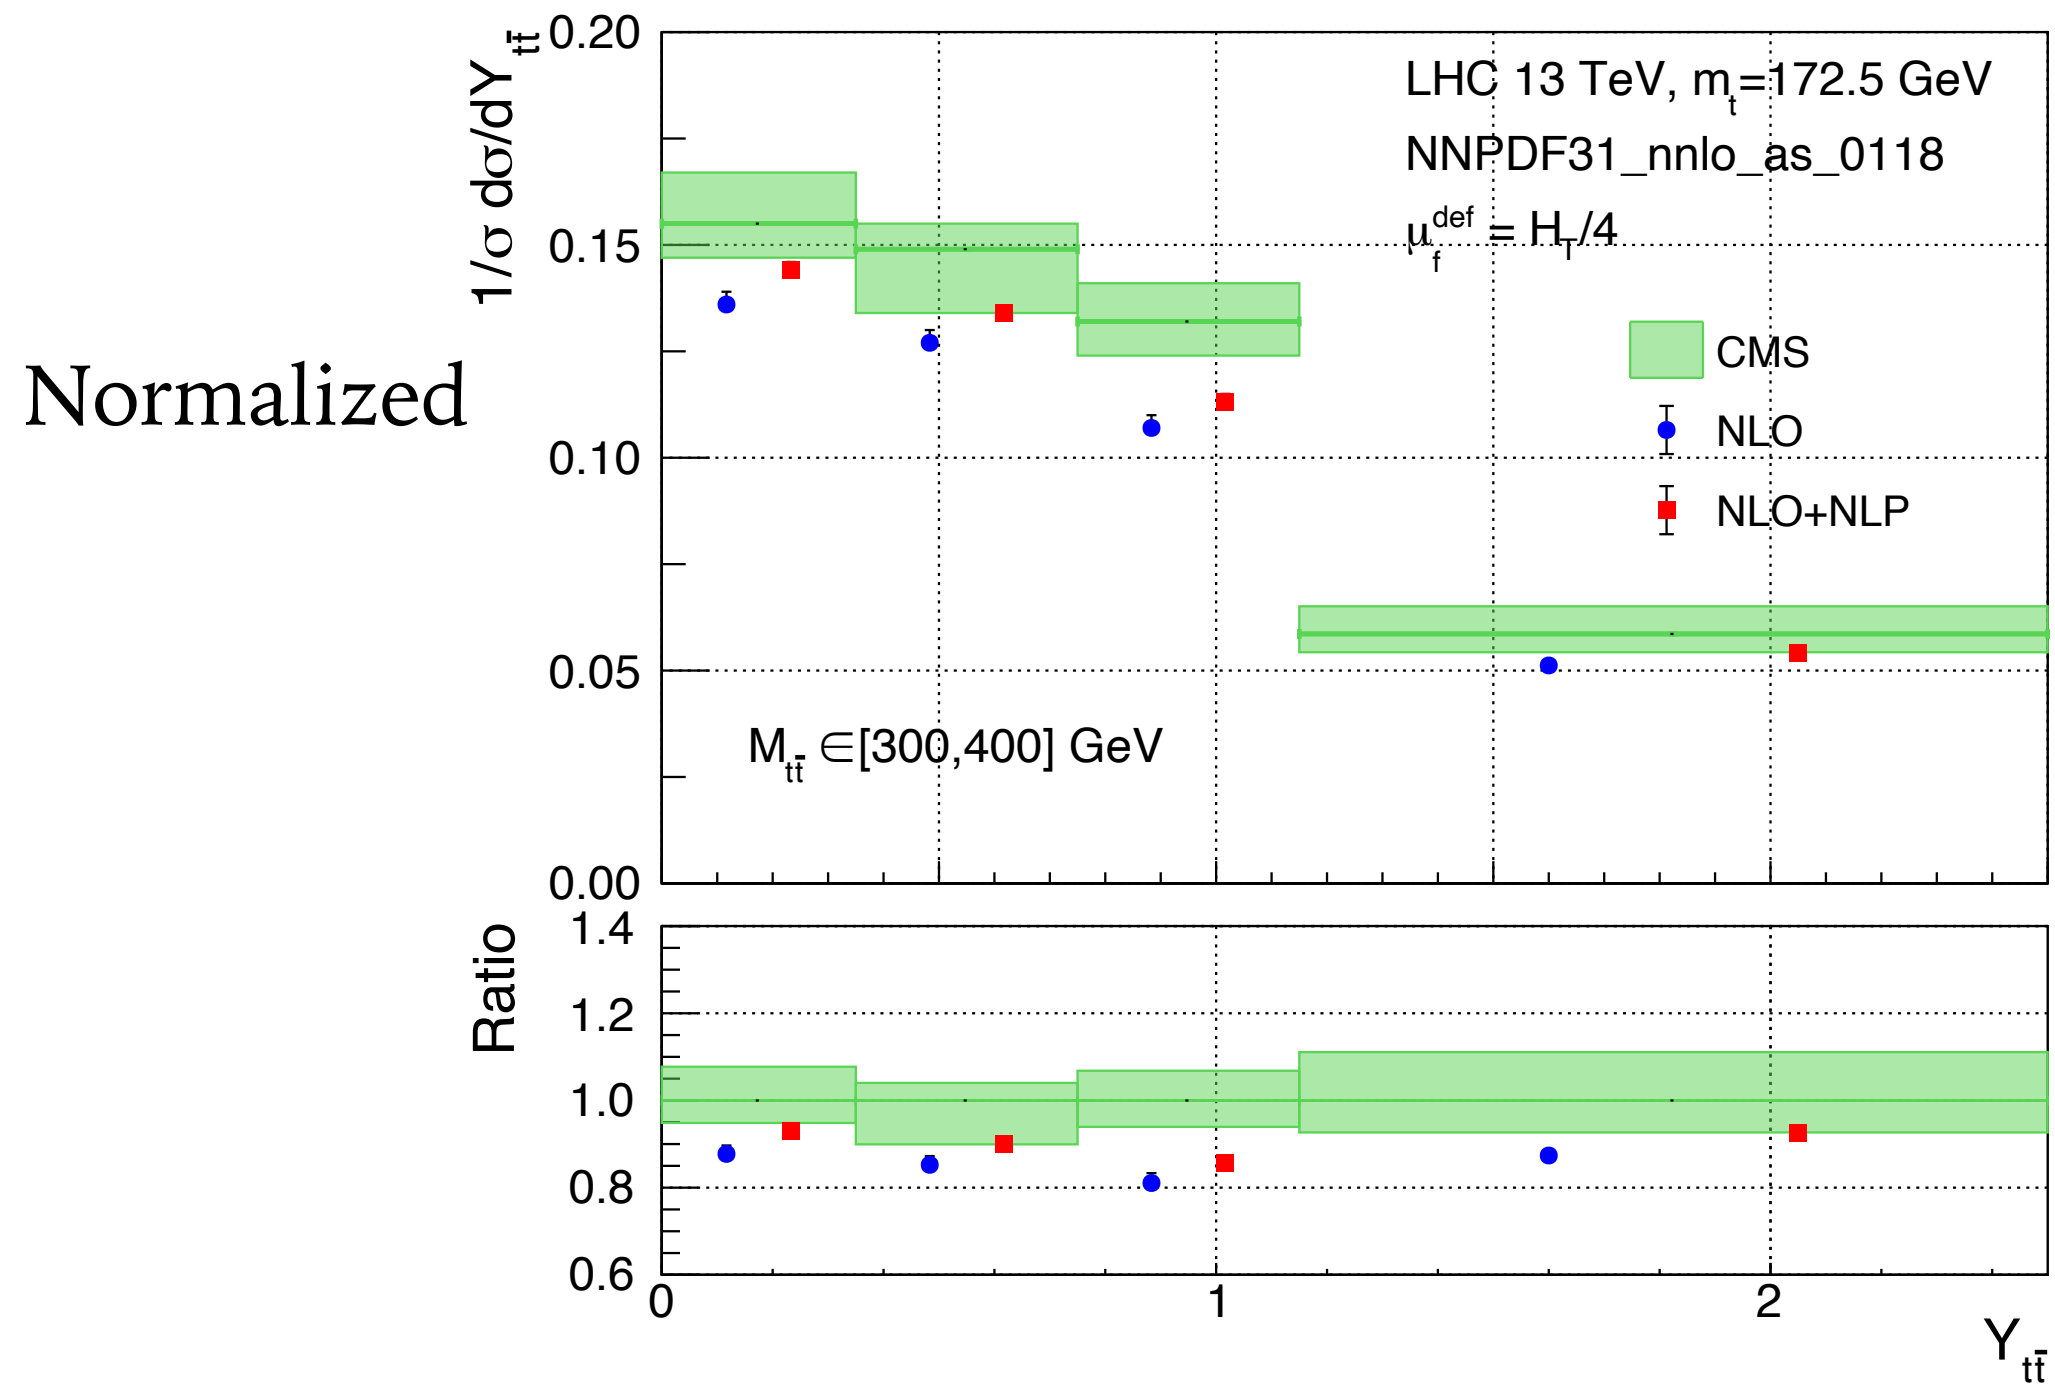 Normalized
1/σ dσ/dY_tt̄
0.20
0.15
0.10
0.05
0.00
LHC 13 TeV, m_t=172.5 GeV
NNPDF31_nnlo_as_0118
μ_f^def = H_T/4
CMS
NLO
NLO+NLP
M_tt̄ ∈[300,400] GeV
Ratio
1.4
1.2
1.0
0.8
0.6
0 1 2
Y_tt̄